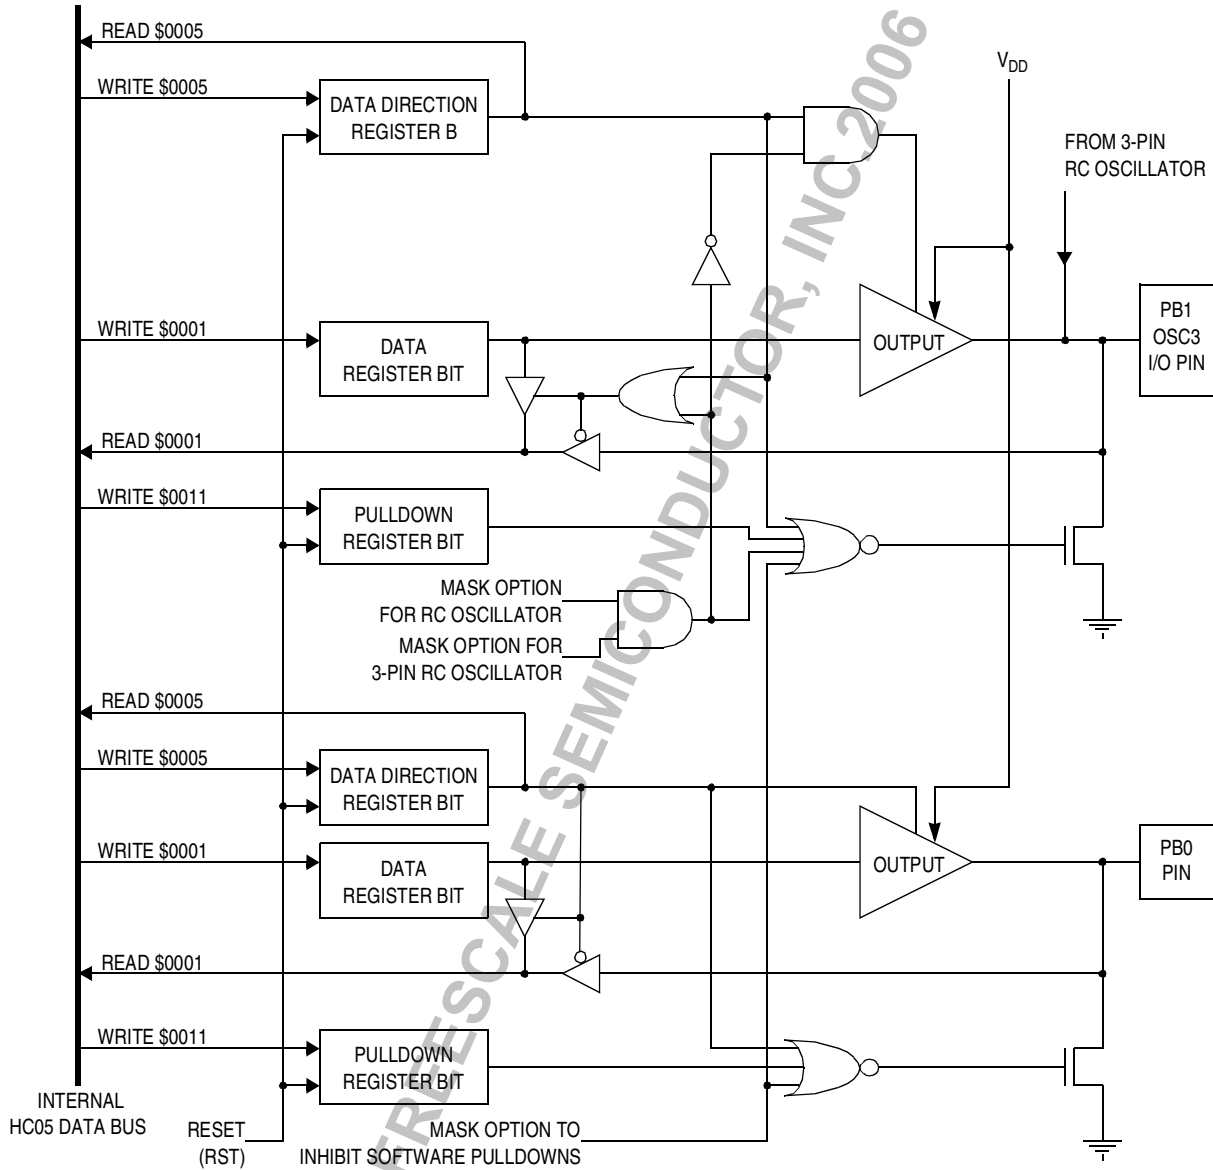 READ $0005
WRITE $0005
DATA DIRECTION
REGISTER B
VDD
FROM 3-PIN
RC OSCILLATOR
WRITE $0001
DATA
REGISTER BIT
OUTPUT
PB1
OSC3
I/O PIN
READ $0001
WRITE $0011
PULLDOWN
REGISTER BIT
MASK OPTION
FOR RC OSCILLATOR
MASK OPTION FOR
3-PIN RC OSCILLATOR
READ $0005
WRITE $0005
DATA DIRECTION
REGISTER BIT
WRITE $0001
DATA
REGISTER BIT
OUTPUT
PB0
PIN
READ $0001
WRITE $0011
PULLDOWN
REGISTER BIT
INTERNAL
HC05 DATA BUS
RESET
(RST)
MASK OPTION TO
INHIBIT SOFTWARE PULLDOWNS
FREESCALE SEMICONDUCTOR, INC.2006